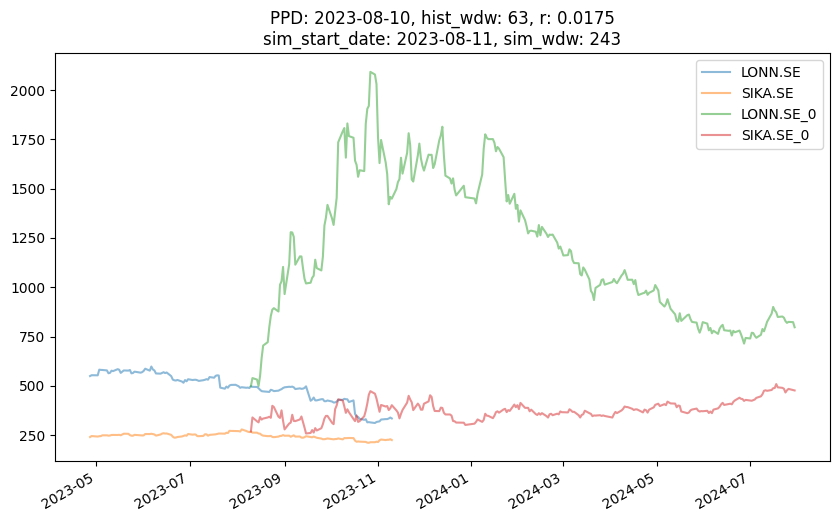 PPD: 2023-08-10, hist_wdw: 63, r: 0.0175
sim_start_date: 2023-08-11, sim_wdw: 243
LONN.SE
SIKA.SE
LONN.SE_0
SIKA.SE_0
2000
1750
1500
1250
1000
750
500
250
2023-05
2023-07
2023-09
2023-11
2024-01
2024-03
2024-05
2024-07